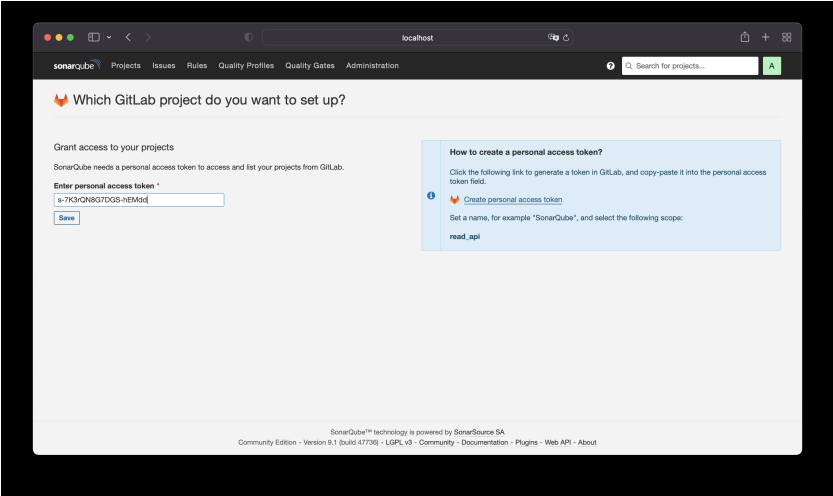 localhost
sonarqube Projects Issues Rules Quality Profiles Quality Gates Administration ? Search for projects... A
Which GitLab project do you want to set up?
Grant access to your projects
SonarQube needs a personal access token to access and list your projects from GitLab.
Enter personal access token *
s-7K3rQN8G7DGS-hEMdd
Save
How to create a personal access token?
Click the following link to generate a token in GitLab, and copy-paste it into the personal access
token field.
Create personal access token
Set a name, for example "SonarQube", and select the following scope:
read_api
SonarQube™ technology is powered by SonarSource SA
Community Edition - Version 9.1 (build 47736) - LGPL v3 - Community - Documentation - Plugins - Web API - About